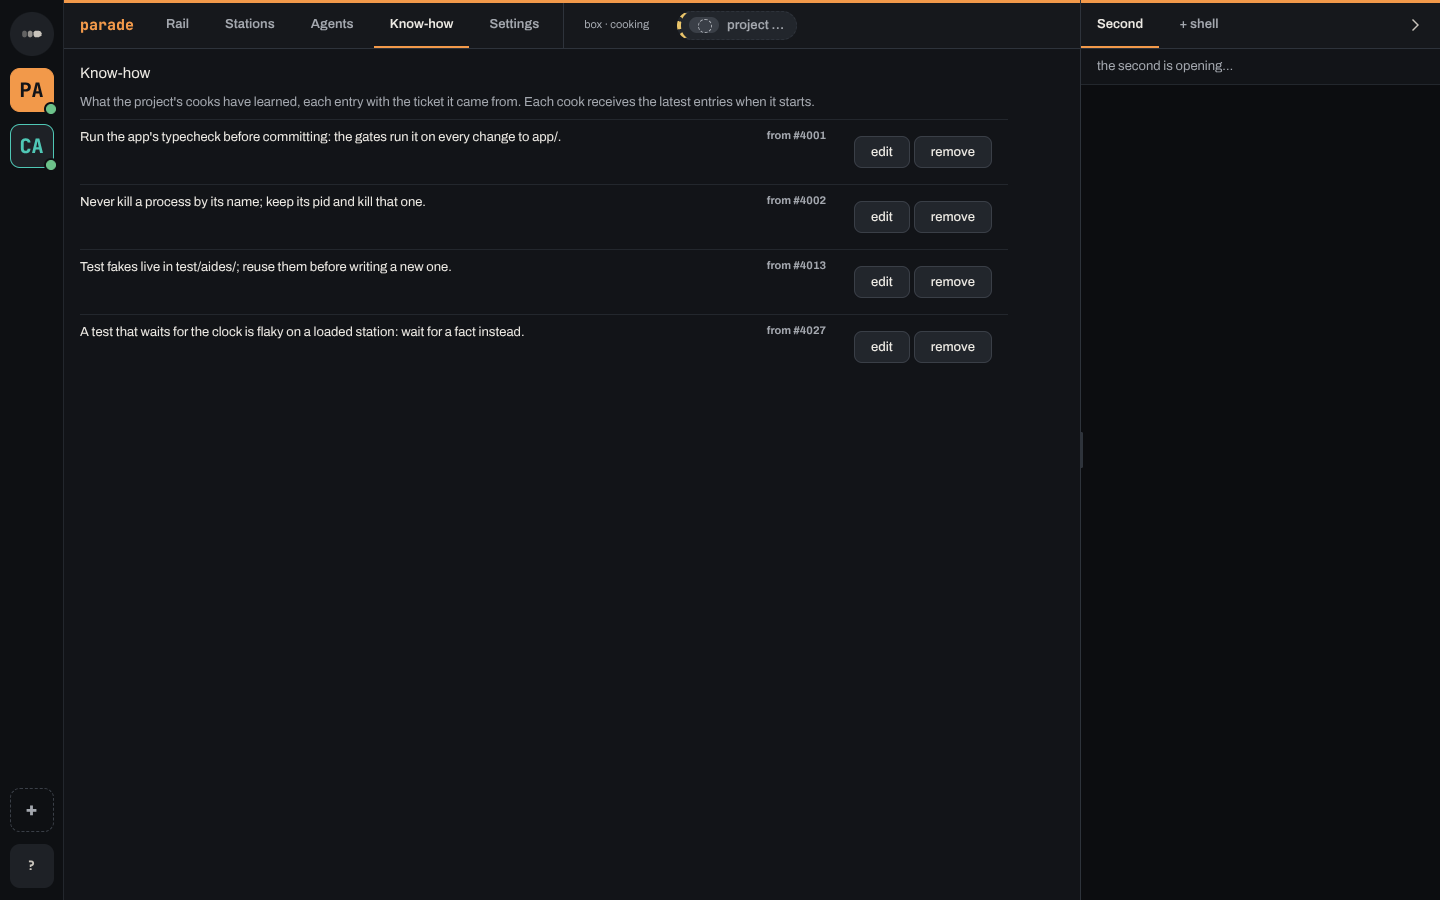 parade
Rail
Stations
Agents
Know-how
Settings
box · cooking
project ...
Second
+ shell
PA
CA
the second is opening...
Know-how
What the project's cooks have learned, each entry with the ticket it came from. Each cook receives the latest entries when it starts.
Run the app's typecheck before committing: the gates run it on every change to app/.
from #4001
edit
remove
Never kill a process by its name; keep its pid and kill that one.
from #4002
edit
remove
Test fakes live in test/aides/; reuse them before writing a new one.
from #4013
edit
remove
A test that waits for the clock is flaky on a loaded station: wait for a fact instead.
from #4027
edit
remove
+
?